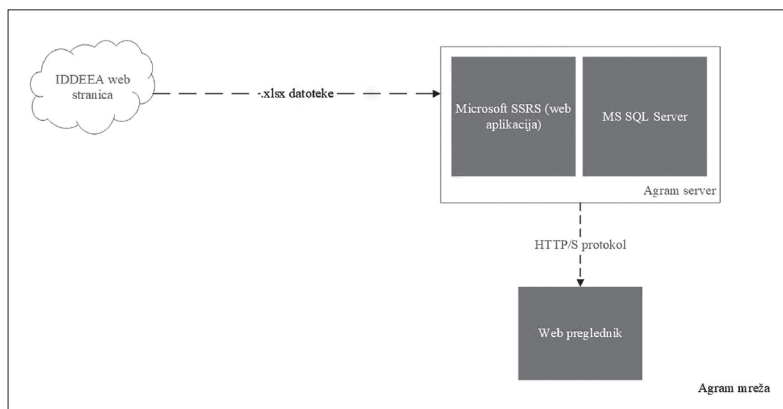 IDDEEA web
stranica
-.xlsx datoteke
Microsoft SSRS (web
aplikacija)
MS SQL Server
Agram server
HTTP/S protokol
Web preglednik
Agram mreža